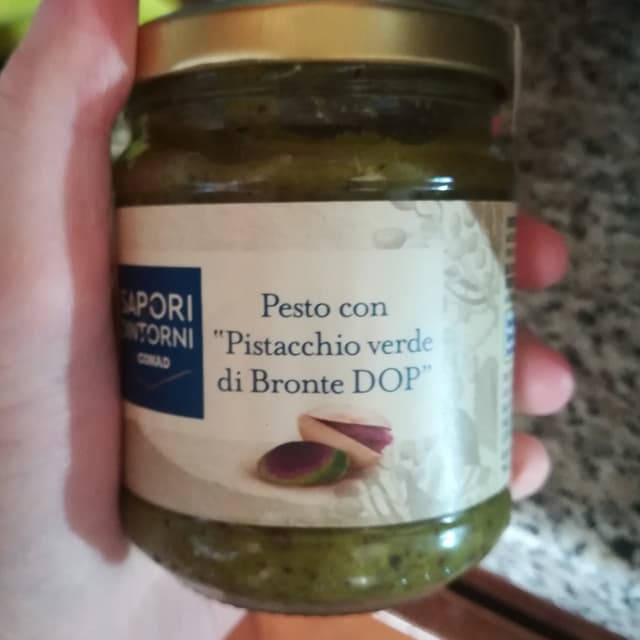 SAPORI
DINTORNI
CONAD
Pesto con
"Pistacchio verde
di Bronte DOP"